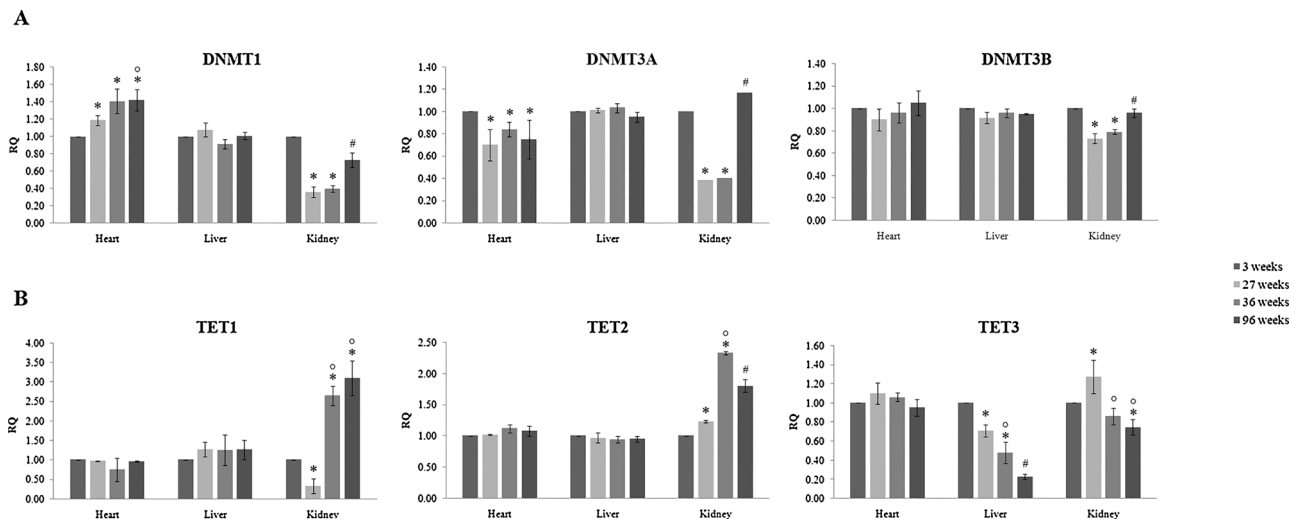 A
DNMT1
RQ
1.80
1.60
1.40
1.20
1.00
0.80
0.60
0.40
0.20
0.00
* * ° *
* * #
Heart Liver Kidney
DNMT3A
RQ
1.40
1.20
1.00
0.80
0.60
0.40
0.20
0.00
* * *
* * #
Heart Liver Kidney
DNMT3B
RQ
1.40
1.20
1.00
0.80
0.60
0.40
0.20
0.00
* * #
Heart Liver Kidney
3 weeks
27 weeks
36 weeks
96 weeks
B
TET1
RQ
4.00
3.50
3.00
2.50
2.00
1.50
1.00
0.50
0.00
* ° * ° *
Heart Liver Kidney
TET2
RQ
2.50
2.00
1.50
1.00
0.50
0.00
* ° * #
Heart Liver Kidney
TET3
RQ
1.60
1.40
1.20
1.00
0.80
0.60
0.40
0.20
0.00
* ° * #
* ° ° *
Heart Liver Kidney